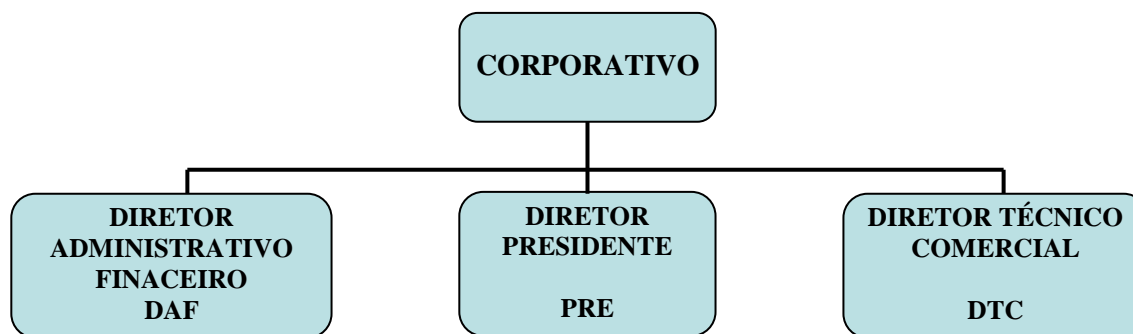 CORPORATIVO
DIRETOR
ADMINISTRATIVO
FINACEIRO
DAF
DIRETOR
PRESIDENTE
PRE
DIRETOR TÉCNICO
COMERCIAL
DTC